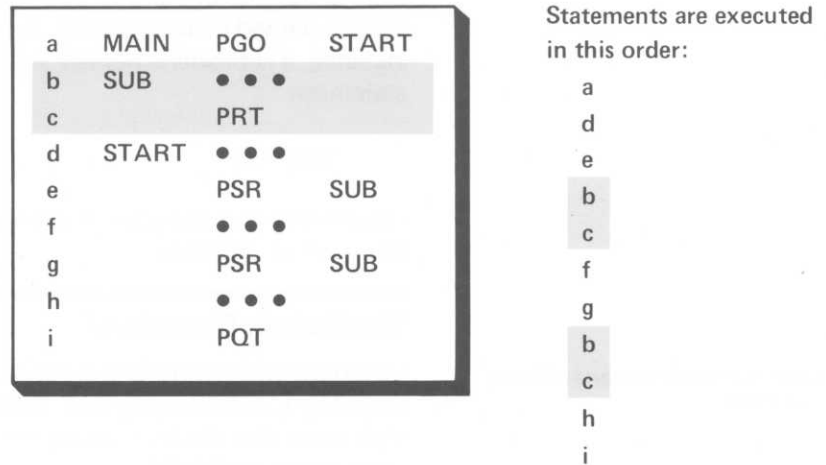 a MAIN PGO START
b SUB • • •
c PRT
d START • • •
e PSR SUB
f • • •
g PSR SUB
h • • •
i PQT
Statements are executed
in this order:
a
d
e
b
c
f
g
b
c
h
i